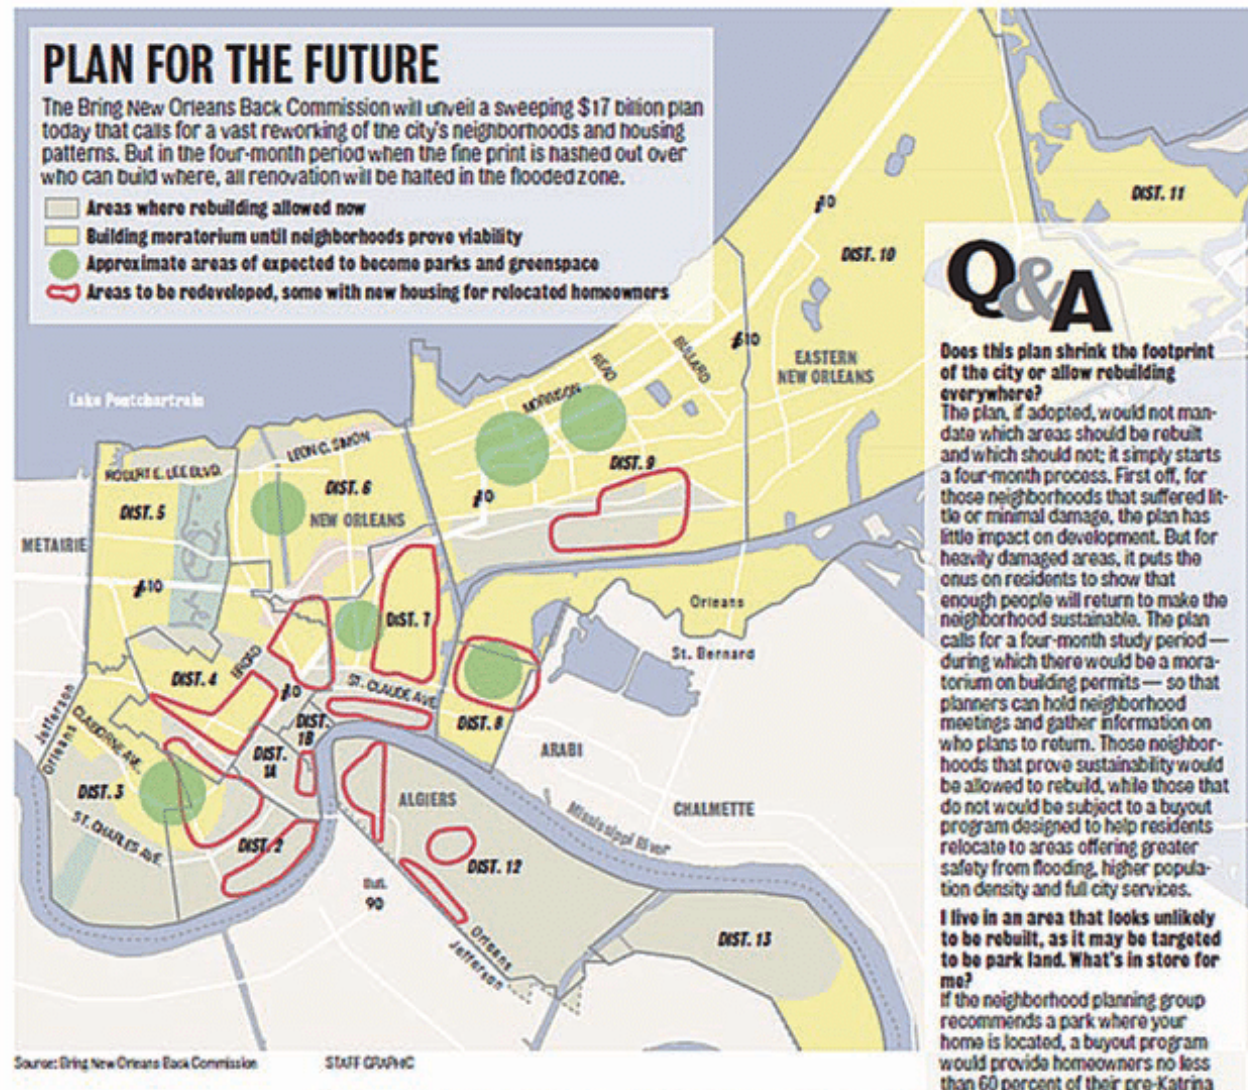 PLAN FOR THE FUTURE
The Bring New Orleans Back Commission will unveil a sweeping $17 billion plan
today that calls for a vast reworking of the city's neighborhoods and housing
patterns. But in the four-month period when the fine print is hashed out over
who can build where, all renovation will be halted in the flooded zone.
Areas where rebuilding allowed now
Building moratorium until neighborhoods prove viability
Approximate areas of expected to become parks and greenspace
Areas to be redeveloped, some with new housing for relocated homeowners
DIST. 11
10
DIST. 10
BULLARD
10
READ
EASTERN
NEW ORLEANS
MORRISON
Lake Pontchartrain
LEON C. SIMON
ROBERT E. LEE BLVD.
DIST. 9
DIST. 6
10
DIST. 5
NEW ORLEANS
METAIRIE
10
Orleans
DIST. 7
St. Bernard
BROAD
DIST. 4
10
ST. CLAUDE AVE.
Jefferson
Orleans
CLAIBORNE AVE.
DIST.
1B
DIST. 8
DIST.
1A
ARABI
DIST. 3
ALGIERS
CHALMETTE
Mississippi River
ST. CHARLES AVE.
DIST. 2
DIST. 12
90
Orleans
Jefferson
DIST. 13
Source: Bring New Orleans Back Commission
STAFF GRAPHIC
Q&A
Does this plan shrink the footprint
of the city or allow rebuilding
everywhere?
The plan, if adopted, would not man-
date which areas should be rebuilt
and which should not; it simply starts
a four-month process. First off, for
those neighborhoods that suffered lit-
tle or minimal damage, the plan has
little impact on development. But for
heavily damaged areas, it puts the
onus on residents to show that
enough people will return to make the
neighborhood sustainable. The plan
calls for a four-month study period —
during which there would be a mora-
torium on building permits — so that
planners can hold neighborhood
meetings and gather information on
who plans to return. Those neighbor-
hoods that prove sustainability would
be allowed to rebuild, while those that
do not would be subject to a buyout
program designed to help residents
relocate to areas offering greater
safety from flooding, higher popula-
tion density and full city services.
I live in an area that looks unlikely
to be rebuilt, as it may be targeted
to be park land. What's in store for
me?
If the neighborhood planning group
recommends a park where your
home is located, a buyout program
would provide homeowners no less
than 60 percent of their pre-Katrina